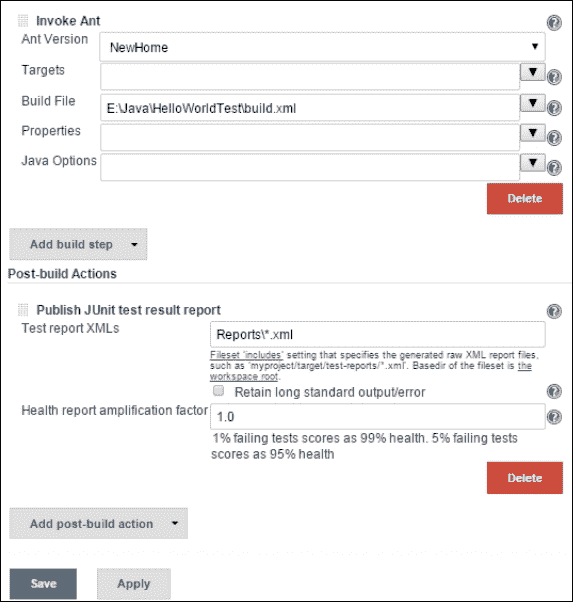 Invoke Ant
Ant Version
NewHome
Targets
Build File
E:\Java\HelloWorldTest\build.xml
Properties
Java Options
Delete
Add build step
Post-build Actions
Publish JUnit test result report
Test report XMLs
Reports\*.xml
Fileset 'includes' setting that specifies the generated raw XML report files,
such as 'myproject/target/test-reports/*.xml'. Basedir of the fileset is the
workspace root.
Retain long standard output/error
Health report amplification factor
1.0
1% failing tests scores as 99% health. 5% failing tests
scores as 95% health
Delete
Add post-build action
Save
Apply